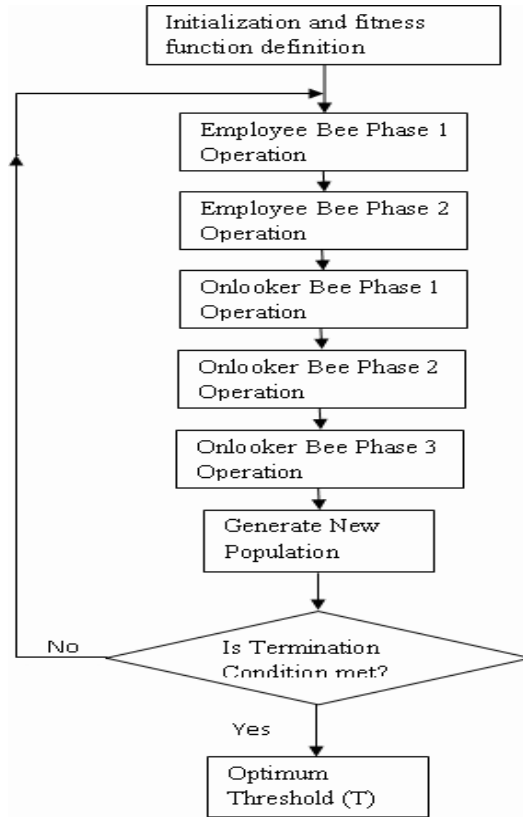 Initialization and fitness
function definition
Employee Bee Phase 1
Operation
Employee Bee Phase 2
Operation
Onlooker Bee Phase 1
Operation
Onlooker Bee Phase 2
Operation
Onlooker Bee Phase 3
Operation
Generate New
Population
Is Termination
Condition met?
No
Yes
Optimum
Threshold (T)